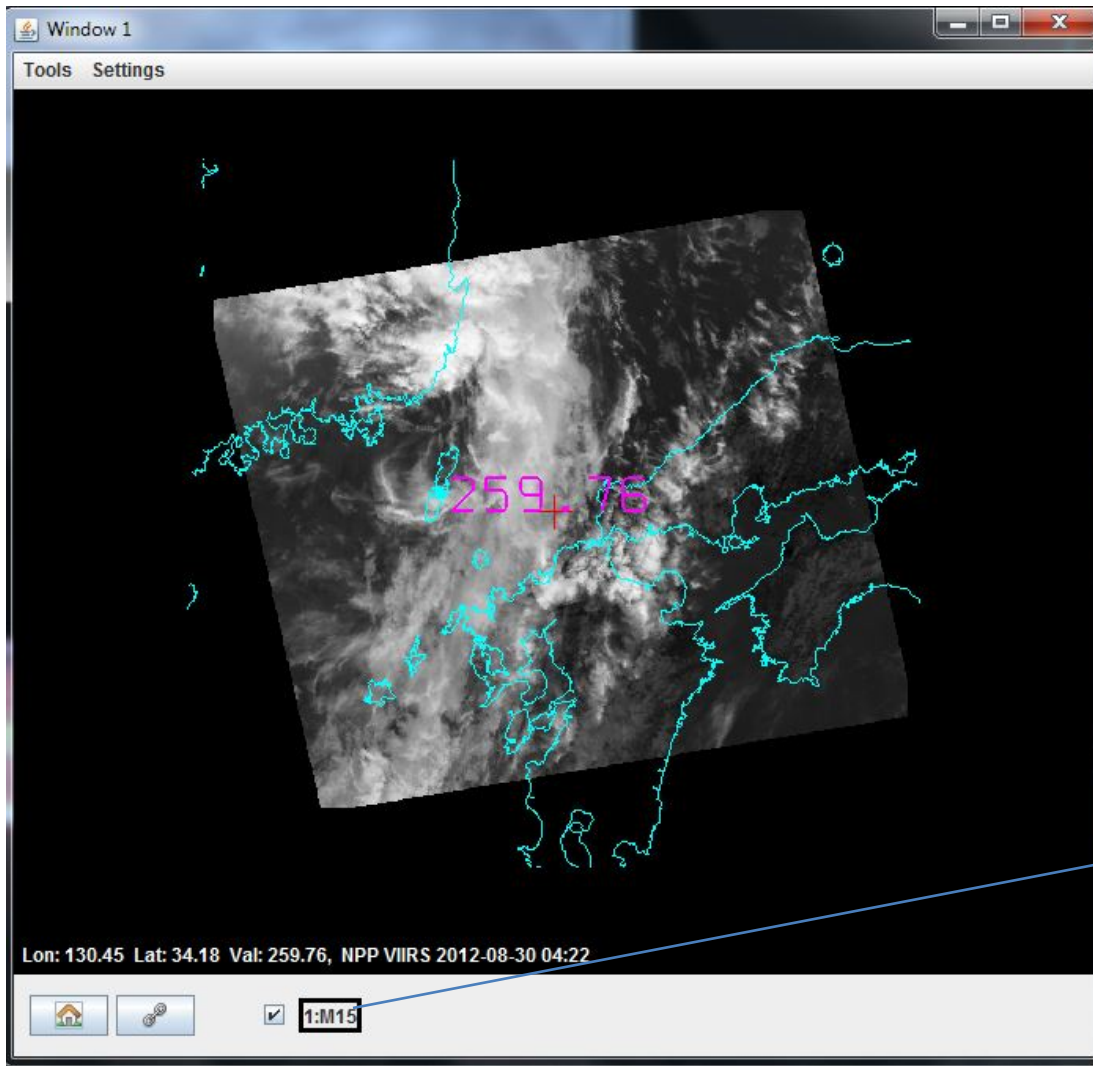 Window 1
Tools Settings
259.76
Lon: 130.45 Lat: 34.18 Val: 259.76, NPP VIIRS 2012-08-30 04:22
1:M15